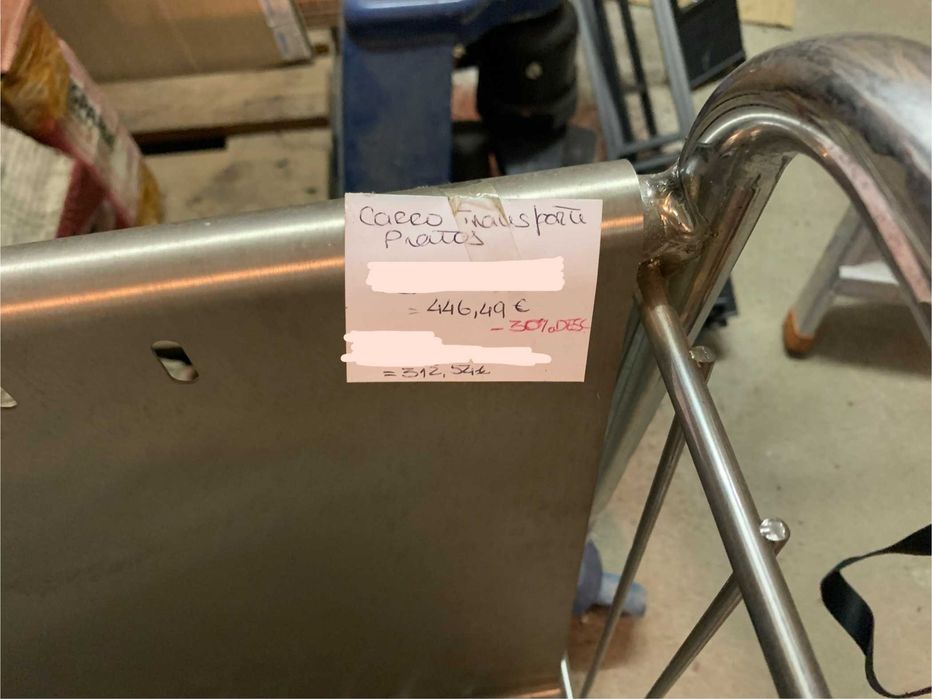 Carro Transporte
Pratos
= 446,49 €
- 30% DESC
= 312,54€